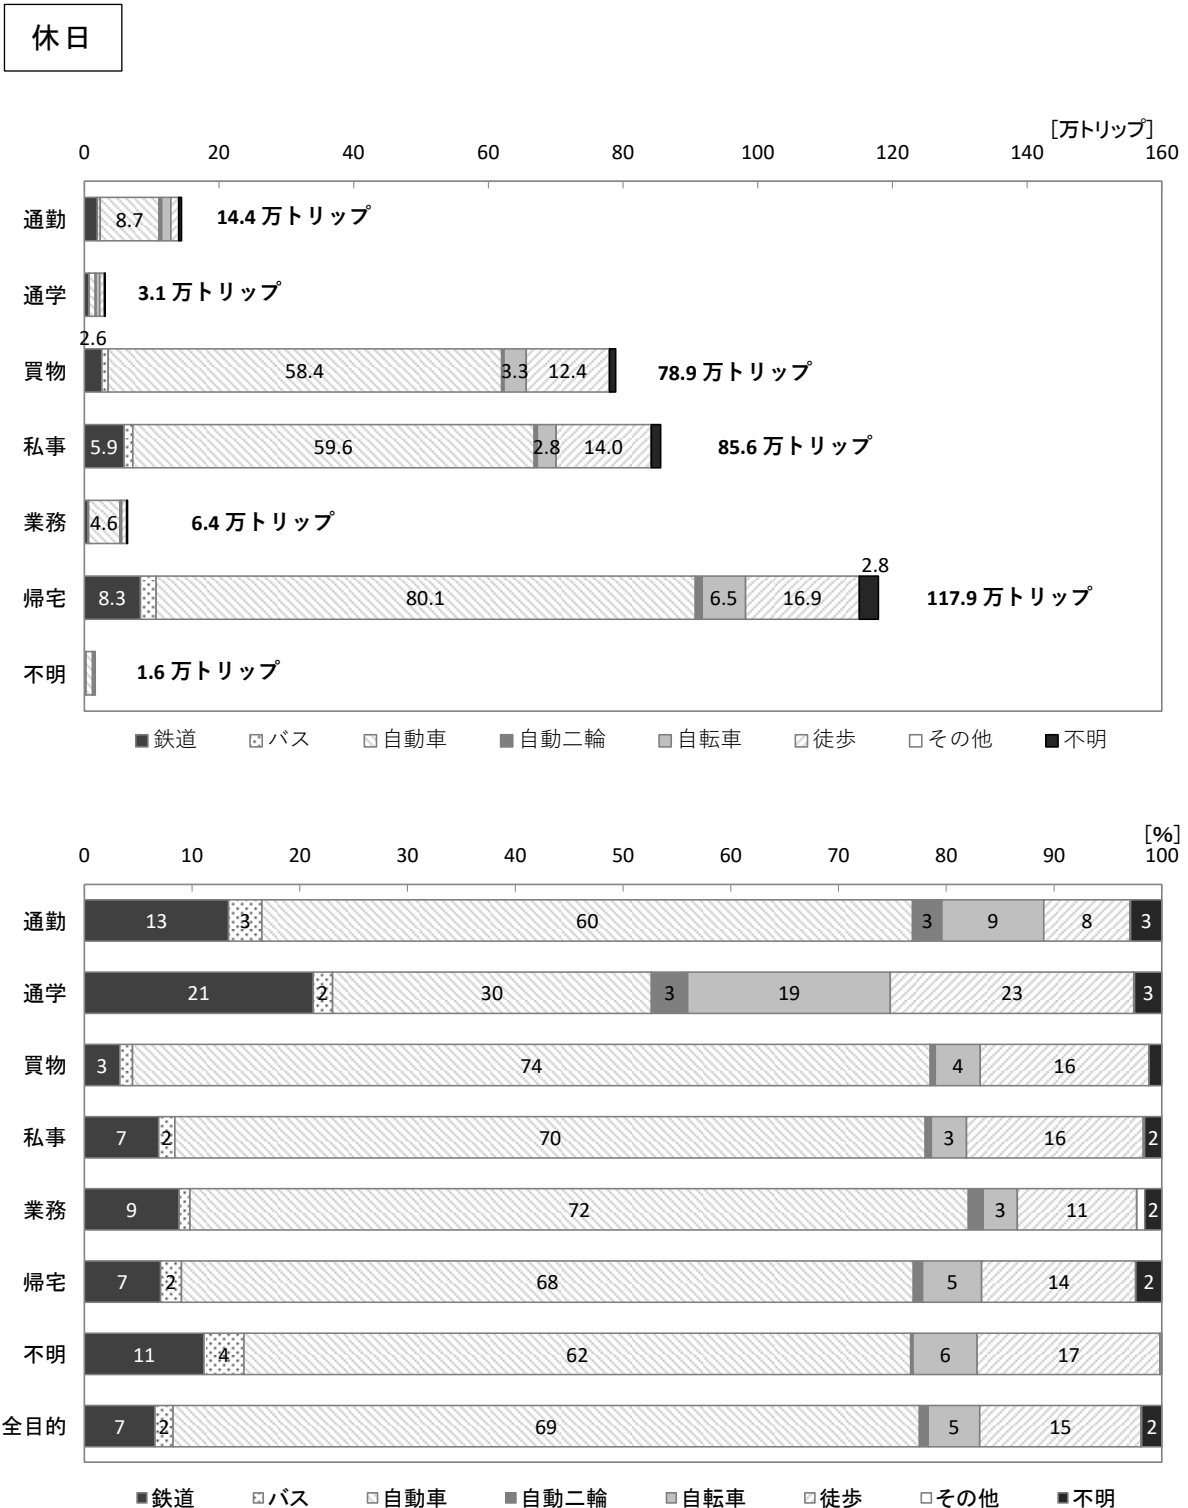 休日
[万トリップ]
0 20 40 60 80 100 120 140 160
通勤 8.7 14.4 万トリップ
通学 3.1 万トリップ
2.6
買物 58.4 3.3 12.4 78.9 万トリップ
私事 5.9 59.6 2.8 14.0 85.6 万トリップ
業務 4.6 6.4 万トリップ
2.8
帰宅 8.3 80.1 6.5 16.9 117.9 万トリップ
不明 1.6 万トリップ
鉄道 バス 自動車 自動二輪 自転車 徒歩 その他 不明
[%]
0 10 20 30 40 50 60 70 80 90 100
通勤 13 3 60 3 9 8 3
通学 21 2 30 3 19 23 3
買物 3 74 4 16
私事 7 2 70 3 16 2
業務 9 72 3 11 2
帰宅 7 2 68 5 14 2
不明 11 4 62 6 17
全目的 7 2 69 5 15 2
鉄道 バス 自動車 自動二輪 自転車 徒歩 その他 不明